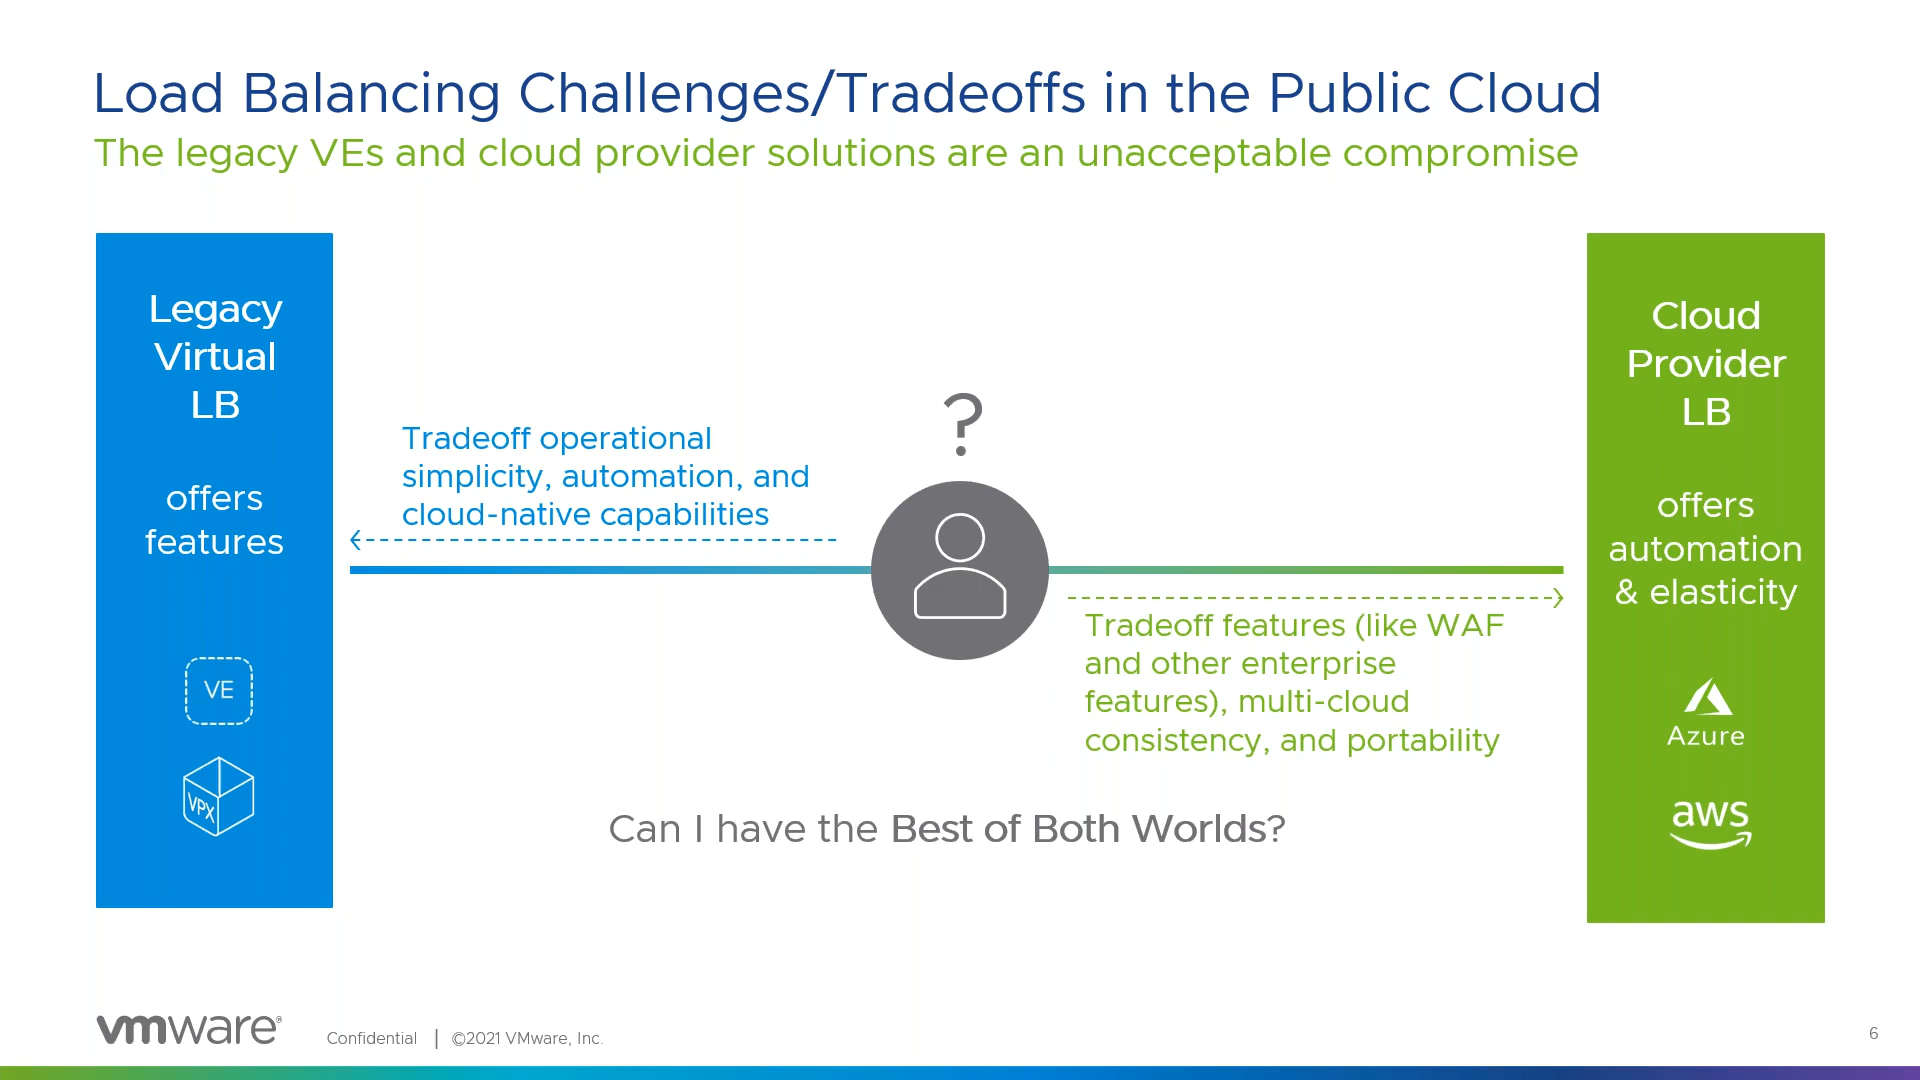 Load Balancing Challenges/Tradeoffs in the Public Cloud
The legacy VEs and cloud provider solutions are an unacceptable compromise
Legacy
Virtual
LB
offers
features
VE
VPX
Tradeoff operational
simplicity, automation, and
cloud-native capabilities
?
Tradeoff features (like WAF
and other enterprise
features), multi-cloud
consistency, and portability
Can I have the Best of Both Worlds?
Cloud
Provider
LB
offers
automation
& elasticity
Azure
aws
vmware®
Confidential | ©2021 VMware, Inc.
6